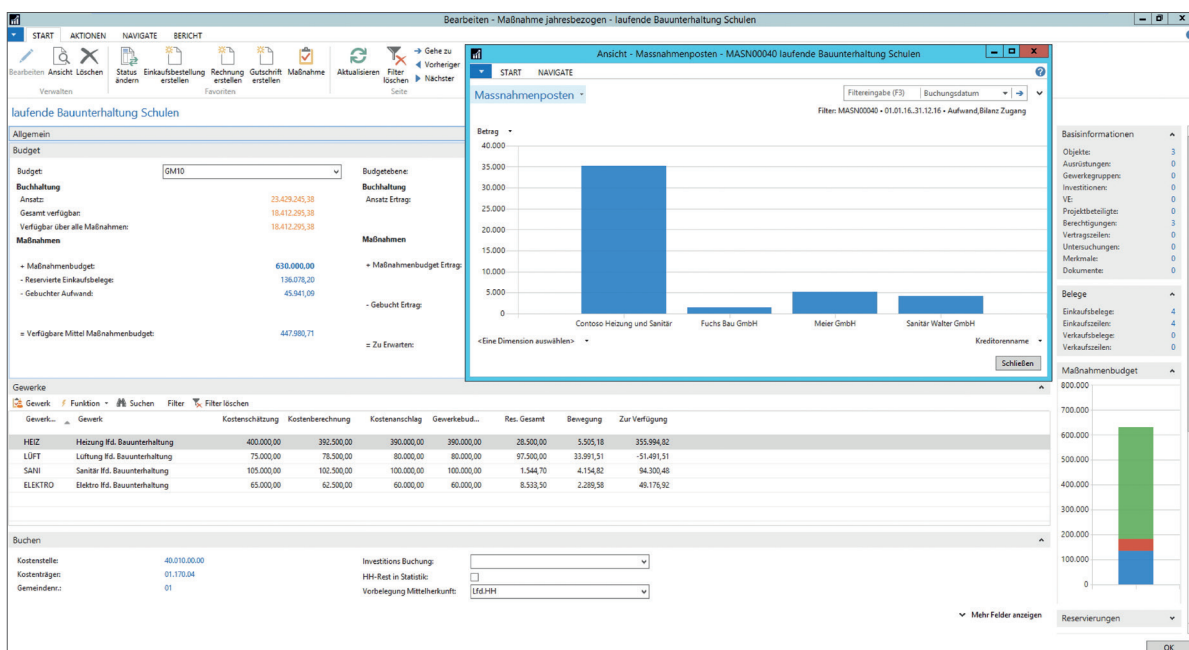 Bearbeiten - Maßnahme jahresbezogen - laufende Bauunterhaltung Schulen
START AKTIONEN NAVIGATE BERICHT
Bearbeiten Ansicht Löschen
Verwalten
Status ändern Einkaufsbestellung erstellen Rechnung erstellen Gutschrift erstellen Maßnahme
Favoriten
Aktualisieren Filter löschen
→ Gehe zu
Vorheriger
Nächster
Seite
laufende Bauunterhaltung Schulen
Allgemein
Budget
Budget: GM10 Budgetebene:
Buchhaltung Buchhaltung
Ansatz: 23.429.245,38 Ansatz Ertrag:
Gesamt verfügbar: 18.412.295,38
Verfügbar über alle Maßnahmen: 18.412.295,38
Maßnahmen Maßnahmen
+ Maßnahmenbudget: 630.000,00 + Maßnahmenbudget Ertrag:
- Reservierte Einkaufsbelege: 136.078,20
- Gebuchter Aufwand: 45.941,09
- Gebucht Ertrag:
= Verfügbare Mittel Maßnahmenbudget: 447.980,71
= Zu Erwarten:
Ansicht - Massnahmenposten - MASN00040 laufende Bauunterhaltung Schulen
START NAVIGATE
Massnahmenposten
Filtereingabe (F3) Buchungsdatum
Filter: MASN00040 • 01.01.16..31.12.16 • Aufwand,Bilanz Zugang
Betrag
40.000
35.000
30.000
25.000
20.000
15.000
10.000
5.000
0
Contoso Heizung und Sanitär Fuchs Bau GmbH Meier GmbH Sanitär Walter GmbH
<Eine Dimension auswählen> Kreditorenname
Schließen
Gewerke
Gewerk Funktion Suchen Filter Filter löschen
Gewerk... Gewerk Kostenschätzung Kostenberechnung Kostenanschlag Gewerkebud... Res. Gesamt Bewegung Zur Verfügung
HEIZ Heizung lfd. Bauunterhaltung 400.000,00 392.500,00 390.000,00 390.000,00 28.500,00 5.505,18 355.994,82
LÜFT Lüftung lfd. Bauunterhaltung 75.000,00 78.500,00 80.000,00 80.000,00 97.500,00 33.991,51 -51.491,51
SANI Sanitär lfd. Bauunterhaltung 105.000,00 102.500,00 100.000,00 100.000,00 1.544,70 4.154,82 94.300,48
ELEKTRO Elektro lfd. Bauunterhaltung 65.000,00 62.500,00 60.000,00 60.000,00 8.533,50 2.289,58 49.176,92
Buchen
Kostenstelle: 40.010.00.00 Investitions Buchung:
Kostenträger: 01.170.04 HH-Rest in Statistik:
Gemeindenr.: 01 Vorbelegung Mittelherkunft: Lfd.HH
Mehr Felder anzeigen
Basisinformationen
Objekte: 3
Ausrüstungen: 0
Gewerkegruppen: 0
Investitionen: 0
VE: 0
Projektbeteiligte: 0
Berechtigungen: 3
Vertragszeilen: 0
Untersuchungen: 0
Merkmale: 0
Dokumente: 0
Belege
Einkaufsbelege: 4
Einkaufszeilen: 4
Verkaufsbelege: 0
Verkaufszeilen: 0
Maßnahmenbudget
800.000
700.000
600.000
500.000
400.000
300.000
200.000
100.000
0
Reservierungen
OK